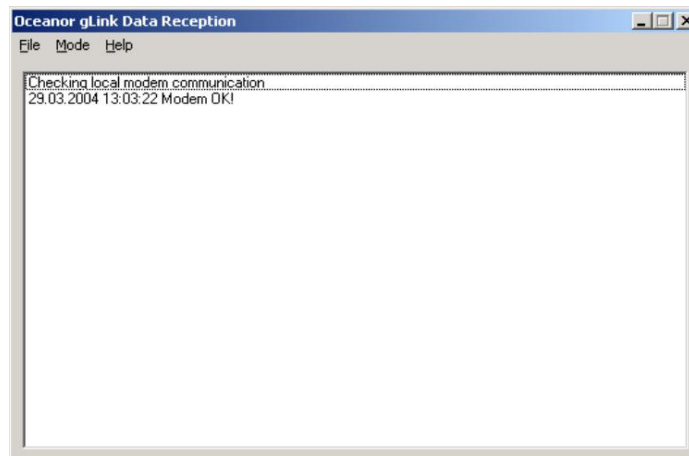 Oceanor gLink Data Reception
File Mode Help
Checking local modem communication
29.03.2004 13:03:22 Modem OK!